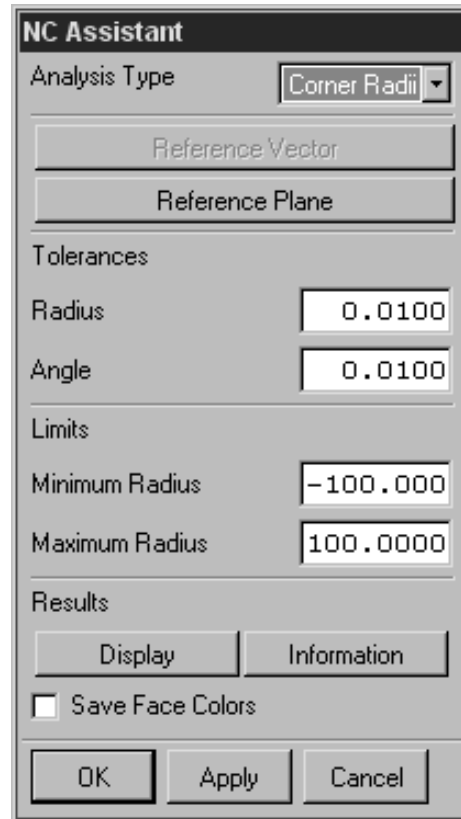 NC Assistant
Analysis Type Corner Radii
Reference Vector
Reference Plane
Tolerances
Radius 0.0100
Angle 0.0100
Limits
Minimum Radius -100.000
Maximum Radius 100.0000
Results
Display Information
Save Face Colors
OK Apply Cancel